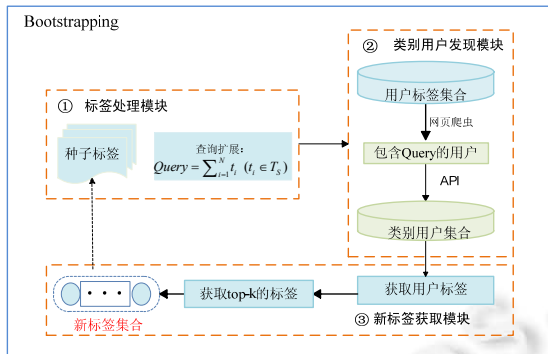 Bootstrapping
① 标签处理模块
种子标签
查询扩展:
Query = ∑_{i=1}^{N} t_i (t_i ∈ T_S)
② 类别用户发现模块
用户标签集合
网页爬虫
包含Query的用户
API
类别用户集合
获取用户标签
获取top-k的标签
• • •
新标签集合
③ 新标签获取模块